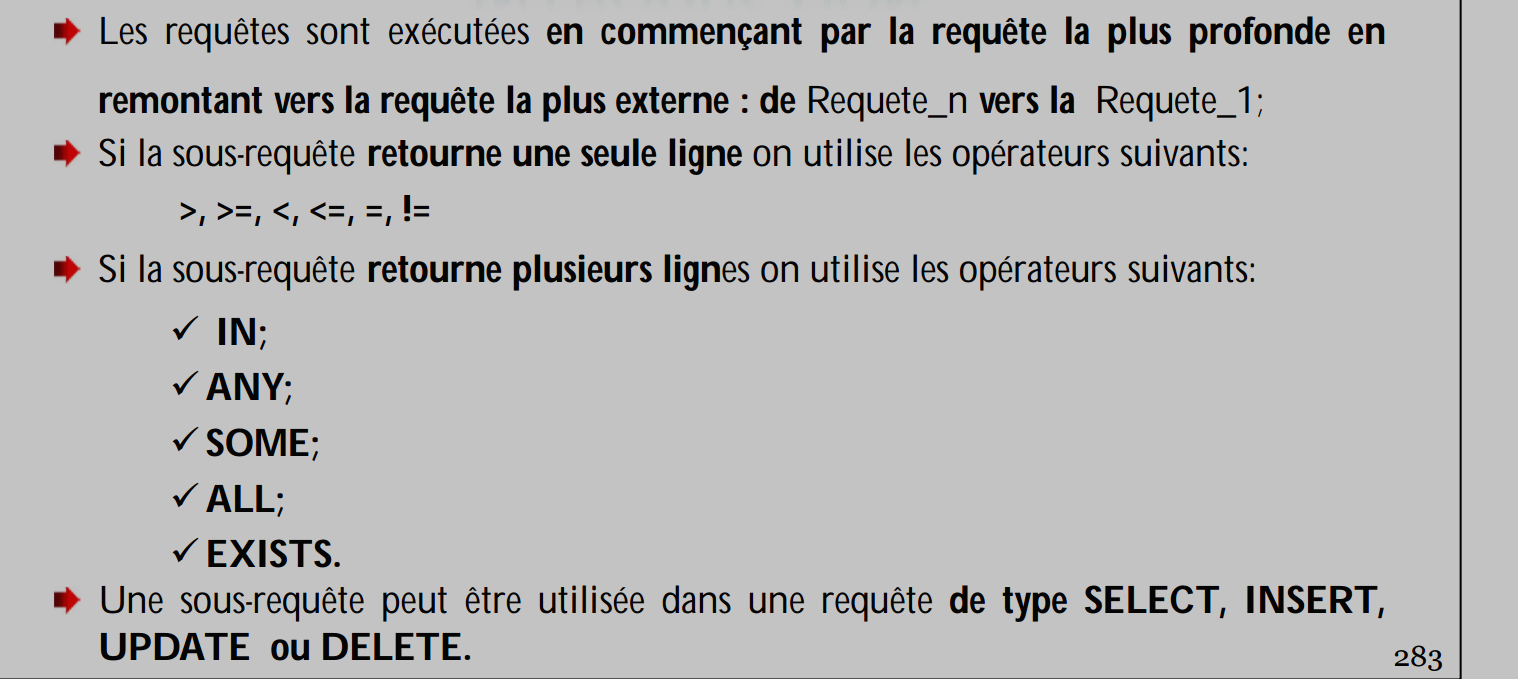 Les requêtes sont exécutées en commençant par la requête la plus profonde en
remontant vers la requête la plus externe : de Requete_n vers la Requete_1;
Si la sous-requête retourne une seule ligne on utilise les opérateurs suivants:
>, >=, <, <=, =, !=
Si la sous-requête retourne plusieurs lignes on utilise les opérateurs suivants:
✓ IN;
✓ ANY;
✓ SOME;
✓ ALL;
✓ EXISTS.
Une sous-requête peut être utilisée dans une requête de type SELECT, INSERT,
UPDATE ou DELETE.
283